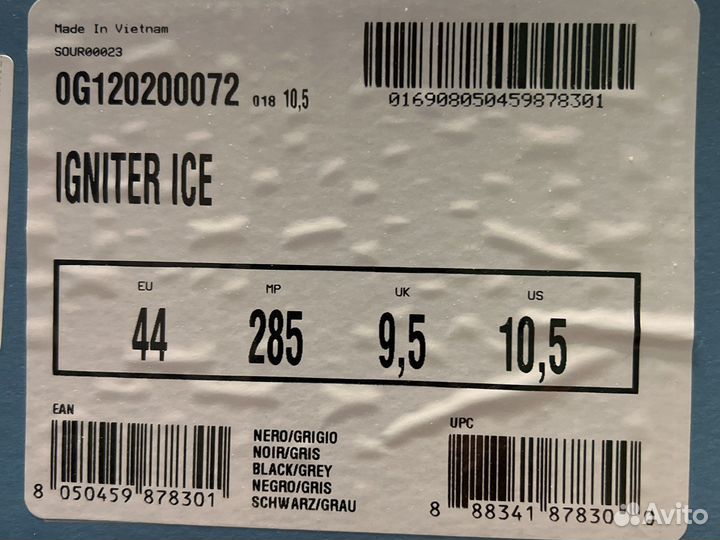 Made In Vietnam
SOUR00023
0G120200072 018 10,5
016908050459878301
IGNITER ICE
EU MP UK US
44 285 9,5 10,5
EAN
8 050459 878301
NERO/GRIGIO
NOIR/GRIS
BLACK/GREY
NEGRO/GRIS
SCHWARZ/GRAU
UPC
8 88341 87830
Avito